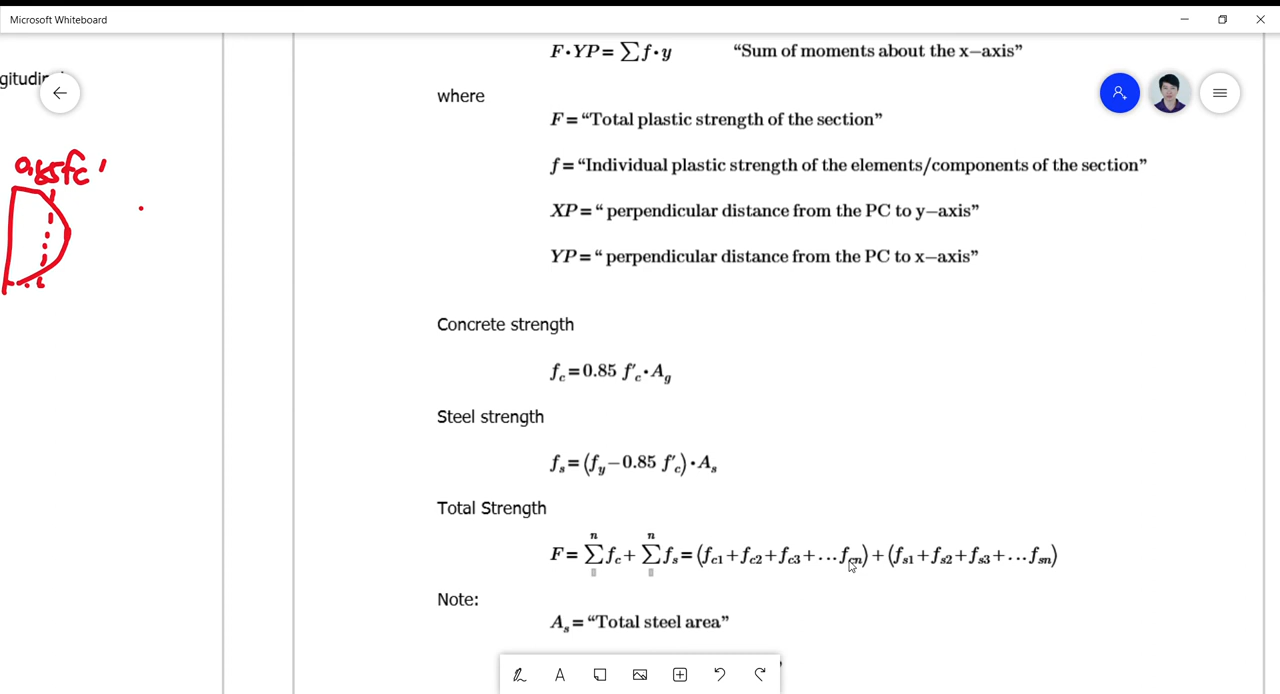 Microsoft Whiteboard
F·YP = ∑f·y "Sum of moments about the x–axis"
gitudin
where
F = "Total plastic strength of the section"
0.85fc'
f = "Individual plastic strength of the elements/components of the section"
XP = " perpendicular distance from the PC to y–axis"
YP = " perpendicular distance from the PC to x–axis"
Concrete strength
f_c = 0.85 f'_c · A_g
Steel strength
f_s = (f_y − 0.85 f'_c) · A_s
Total Strength
F = ∑ⁿ f_c + ∑ⁿ f_s = (f_c1 + f_c2 + f_c3 + … f_cn) + (f_s1 + f_s2 + f_s3 + … f_sn)
Note:
A_s = "Total steel area"
A